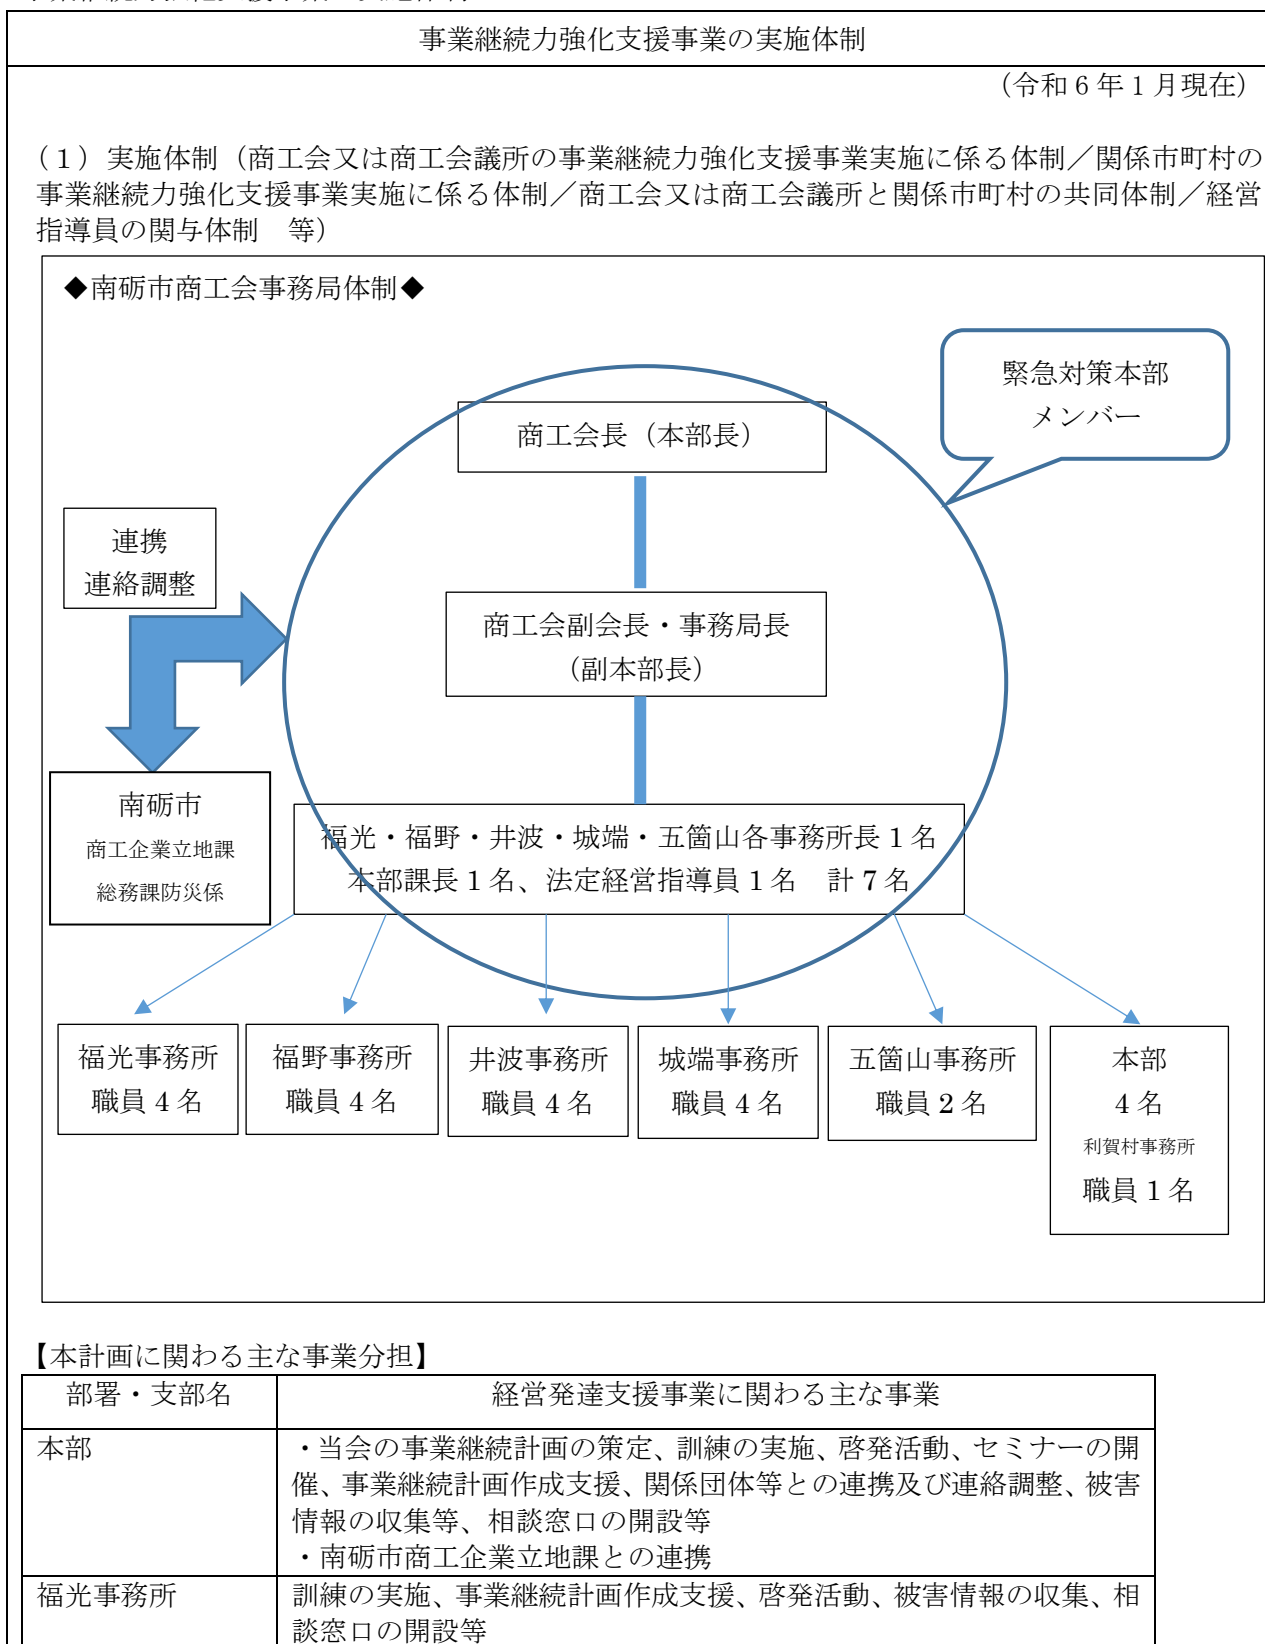 事業継続力強化支援事業の実施体制
（令和６年１月現在）
（１）実施体制（商工会又は商工会議所の事業継続力強化支援事業実施に係る体制／関係市町村の
事業継続力強化支援事業実施に係る体制／商工会又は商工会議所と関係市町村の共同体制／経営
指導員の関与体制　等）
◆南砺市商工会事務局体制◆
緊急対策本部
メンバー
商工会長（本部長）
連携
連絡調整
商工会副会長・事務局長
（副本部長）
南砺市
商工企業立地課
総務課防災係
福光・福野・井波・城端・五箇山各事務所長１名
本部課長１名、法定経営指導員１名　計７名
福光事務所
職員４名
福野事務所
職員４名
井波事務所
職員４名
城端事務所
職員４名
五箇山事務所
職員２名
本部
４名
利賀村事務所
職員１名
【本計画に関わる主な事業分担】
部署・支部名
経営発達支援事業に関わる主な事業
本部
・当会の事業継続計画の策定、訓練の実施、啓発活動、セミナーの開
催、事業継続計画作成支援、関係団体等との連携及び連絡調整、被害
情報の収集等、相談窓口の開設等
・南砺市商工企業立地課との連携
福光事務所
訓練の実施、事業継続計画作成支援、啓発活動、被害情報の収集、相
談窓口の開設等